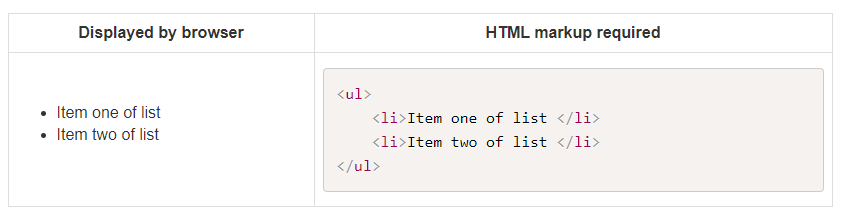 Displayed by browser
HTML markup required
Item one of list
Item two of list
<ul>
    <li>Item one of list </li>
    <li>Item two of list </li>
</ul>